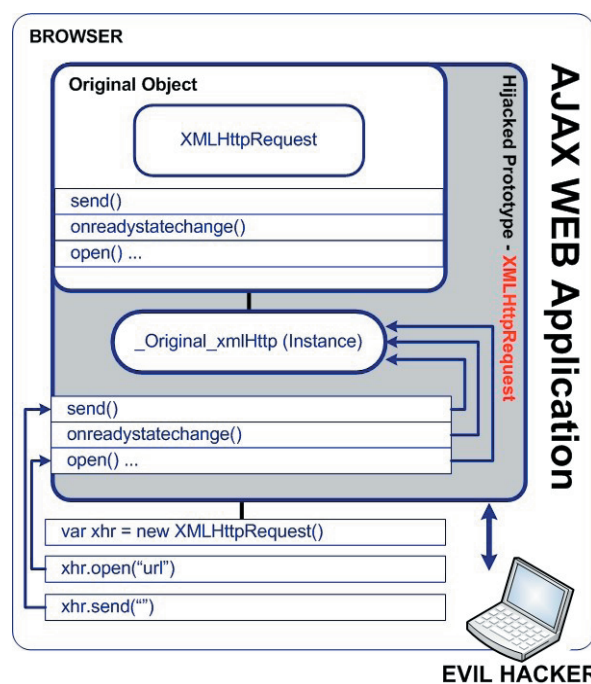 BROWSER
Original Object
XMLHttpRequest
send()
onreadystatechange()
open() ...
_Original_xmlHttp (Instance)
send()
onreadystatechange()
open() ...
var xhr = new XMLHttpRequest()
xhr.open(“url”)
xhr.send(“”)
Hijacked Prototype - XMLHttpRequest
AJAX WEB Application
EVIL HACKER